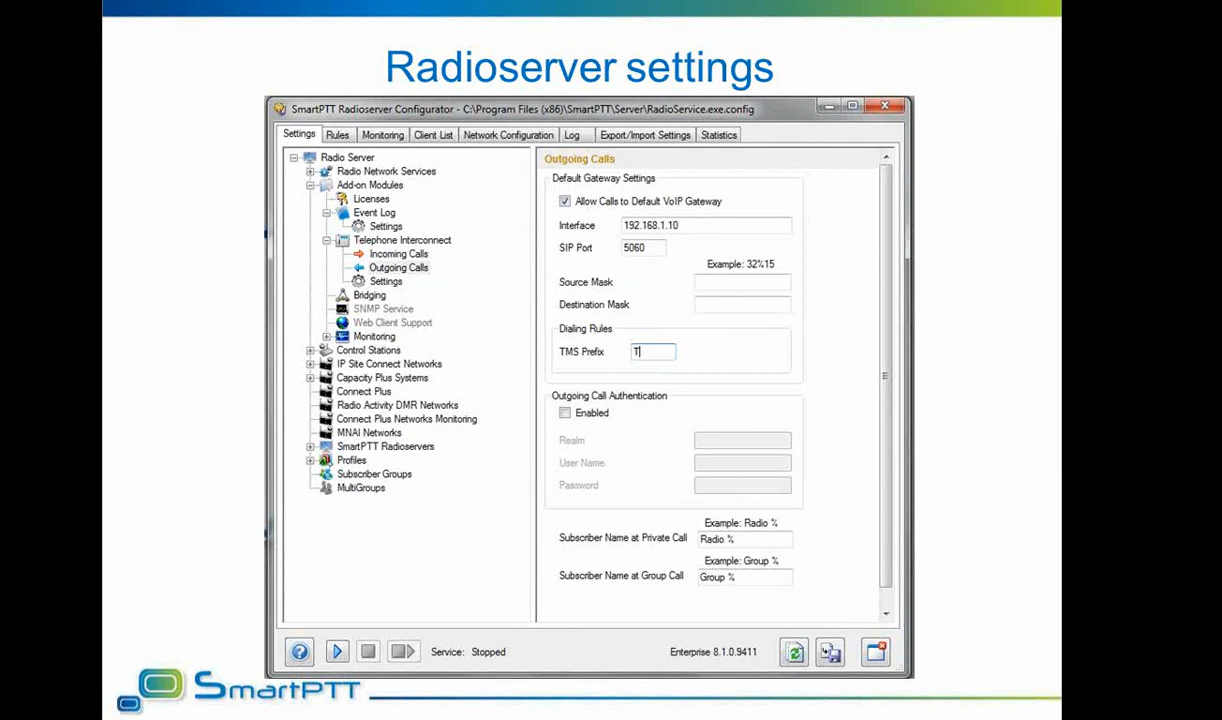 Radioserver settings
SmartPTT Radioserver Configurator - C:\Program Files (x86)\SmartPTT\Server\RadioService.exe.config
Settings Rules Monitoring Client List Network Configuration Log Export/Import Settings Statistics
Radio Server
Radio Network Services
Add-on Modules
Licenses
Event Log
Settings
Telephone Interconnect
Incoming Calls
Outgoing Calls
Settings
Bridging
SNMP Service
Web Client Support
Monitoring
Control Stations
IP Site Connect Networks
Capacity Plus Systems
Connect Plus
Radio Activity DMR Networks
Connect Plus Networks Monitoring
MNAI Networks
SmartPTT Radioservers
Profiles
Subscriber Groups
MultiGroups
Outgoing Calls
Default Gateway Settings
Allow Calls to Default VoIP Gateway
Interface 192.168.1.10
SIP Port 5060
Example: 32%15
Source Mask
Destination Mask
Dialing Rules
TMS Prefix T
Outgoing Call Authentication
Enabled
Realm
User Name
Password
Example: Radio %
Subscriber Name at Private Call Radio %
Example: Group %
Subscriber Name at Group Call Group %
Service: Stopped
Enterprise 8.1.0.9411
SmartPTT